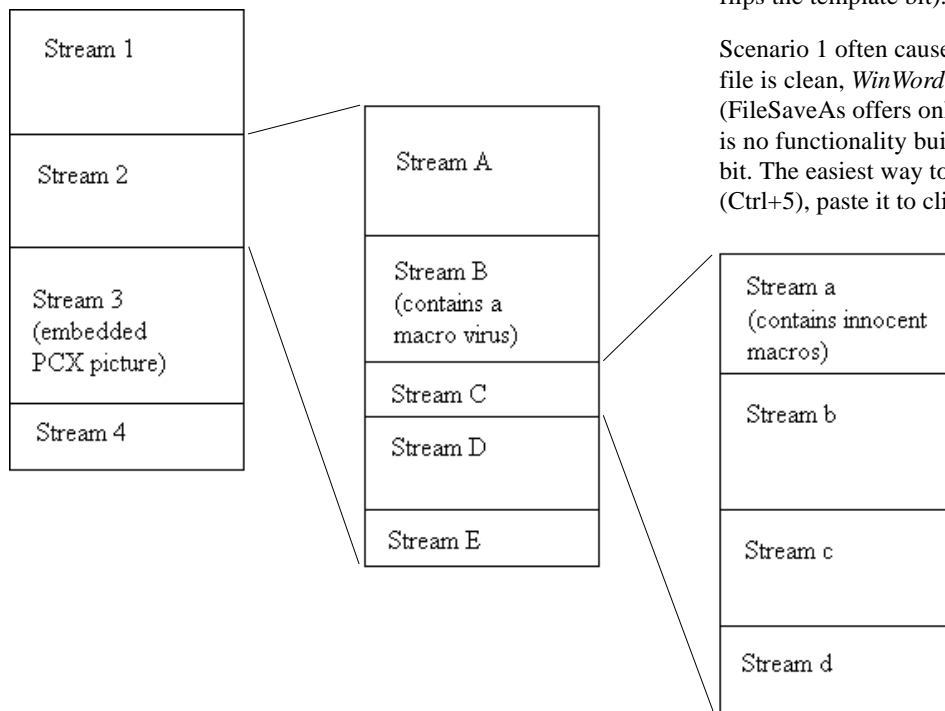 Stream 1
Stream 2
Stream 3
(embedded
PCX picture)
Stream 4
Stream A
Stream B
(contains a
macro virus)
Stream C
Stream D
Stream E
flips the template bit).
Scenario 1 often cause
file is clean, WinWord
(FileSaveAs offers on
is no functionality bui
bit. The easiest way to
(Ctrl+5), paste it to cli
Stream a
(contains innocent
macros)
Stream b
Stream c
Stream d